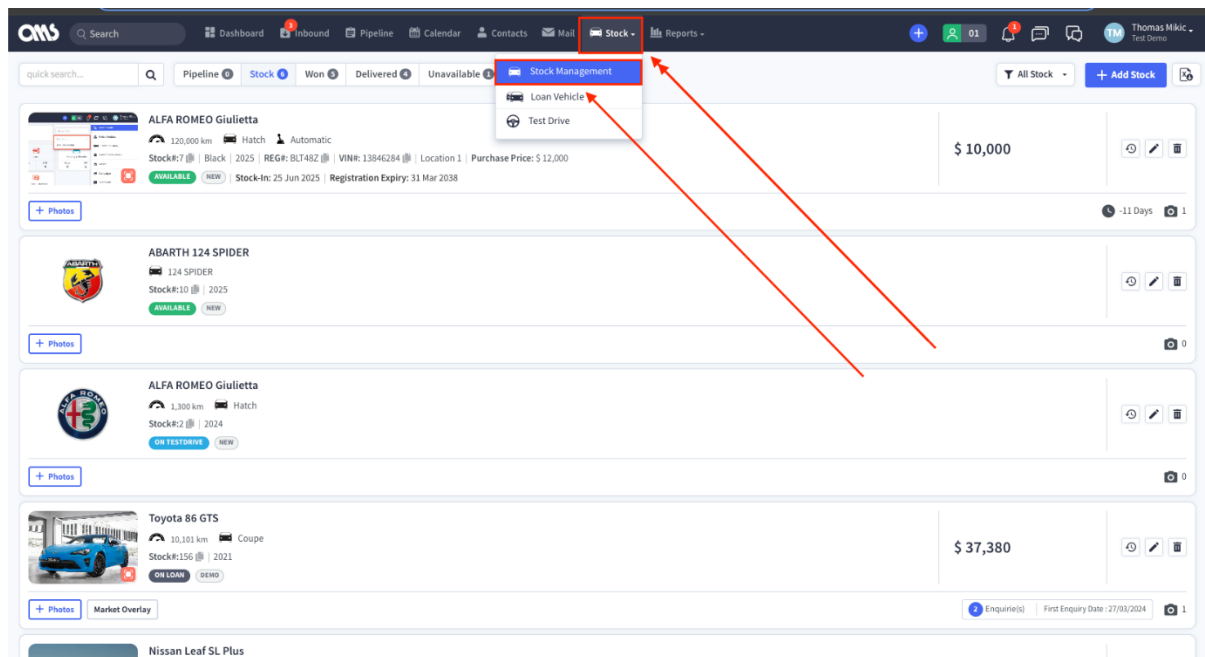 OMS Search Dashboard 2 Inbound Pipeline Calendar Contacts Mail Stock Reports 01 1 TM Thomas Mikic
Test Demo
quick search... Pipeline 0 Stock 6 Won 5 Delivered 4 Unavailable All Stock + Add Stock
Stock Management
Loan Vehicle
Test Drive
ALFA ROMEO Giulietta
120,000 km Hatch Automatic
Stock#:7 | Black | 2025 | REG#: BLT48Z | VIN#: 13846284 | Location 1 | Purchase Price: $ 12,000
$ 10,000
AVAILABLE NEW | Stock-In: 25 Jun 2025 | Registration Expiry: 31 Mar 2038
+ Photos -11 Days 1
ABARTH
ABARTH 124 SPIDER
124 SPIDER
Stock#:10 | 2025
AVAILABLE NEW
+ Photos 0
ALFA ROMEO Giulietta
1,300 km Hatch
Stock#:2 | 2024
ON TESTDRIVE NEW
+ Photos 0
Toyota 86 GTS
10,101 km Coupe
Stock#:156 | 2021
$ 37,380
ON LOAN DEMO
+ Photos Market Overlay 2 Enquirie(s) First Enquiry Date : 27/03/2024 1
Nissan Leaf SL Plus